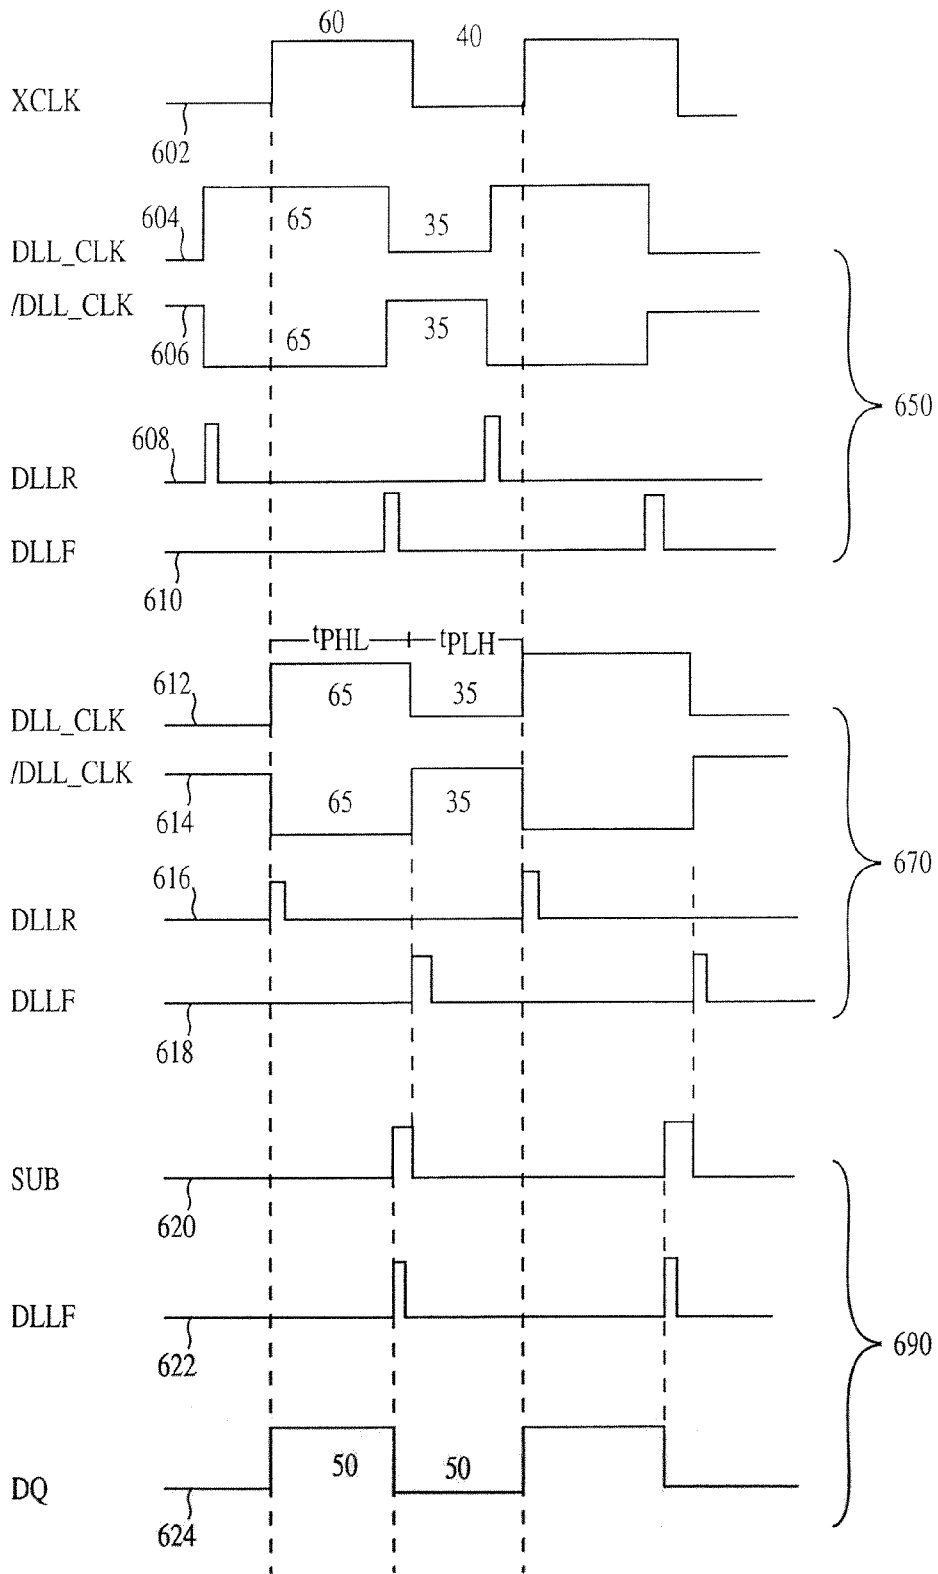 60 40
XCLK
602
604 65 35
DLL_CLK
/DLL_CLK
606 65 35
650
608
DLLR
DLLF
610
tPHL tPLH
612 65 35
DLL_CLK
/DLL_CLK
614 65 35
670
616
DLLR
DLLF
618
SUB
620
DLLF
622
690
50 50
DQ
624